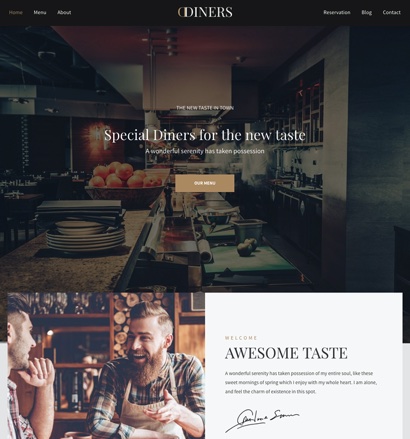 Home Menu About DINERS Reservation Blog Contact
THE NEW TASTE IN TOWN
Special Diners for the new taste
A wonderful serenity has taken possession
OUR MENU
WELCOME
AWESOME TASTE
A wonderful serenity has taken possession of my entire soul, like these
sweet mornings of spring which i enjoy with my whole heart. I am alone,
and feel the charm of existence in this spot.